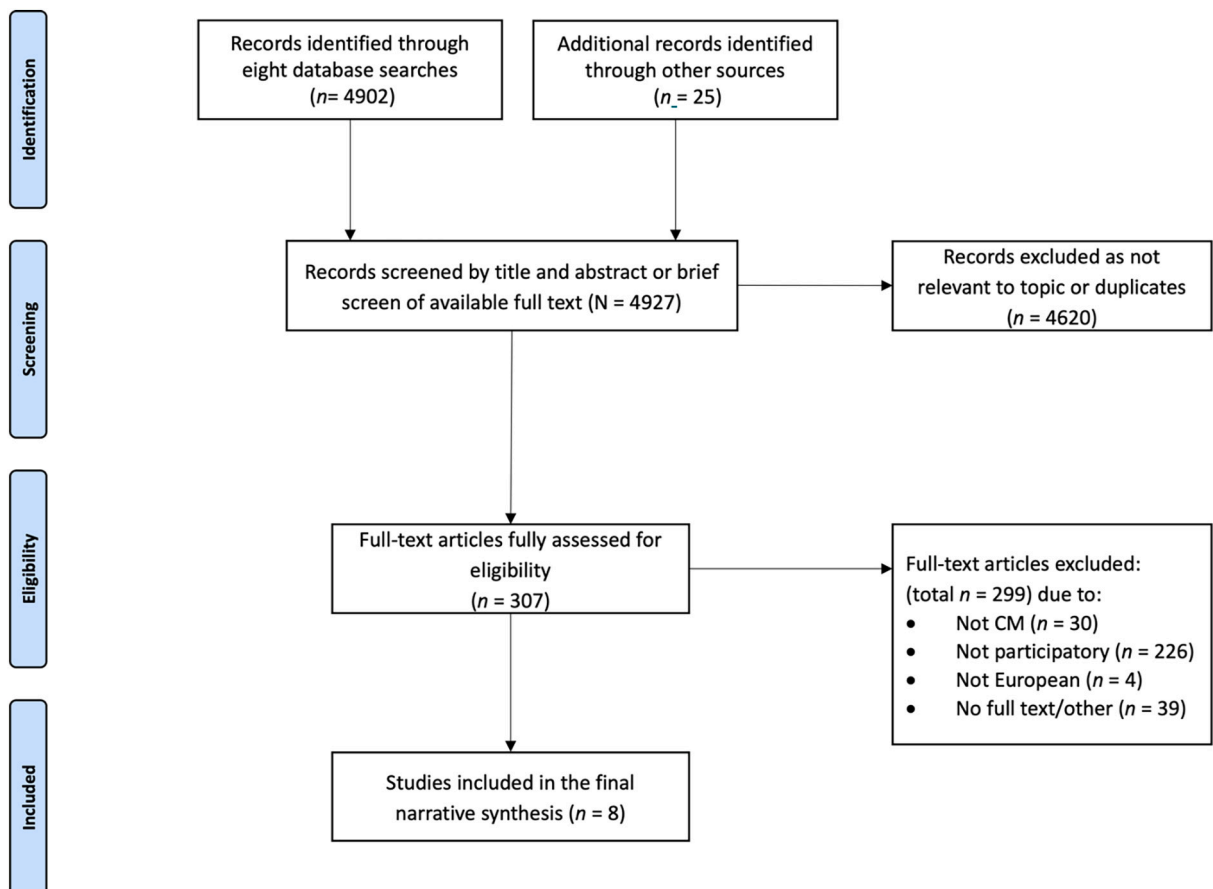 Identification
Records identified through
eight database searches
(n= 4902)
Additional records identified
through other sources
(n = 25)
Screening
Records screened by title and abstract or brief
screen of available full text (N = 4927)
Records excluded as not
relevant to topic or duplicates
(n = 4620)
Eligibility
Full-text articles fully assessed for
eligibility
(n = 307)
Full-text articles excluded:
(total n = 299) due to:
• Not CM (n = 30)
• Not participatory (n = 226)
• Not European (n = 4)
• No full text/other (n = 39)
Included
Studies included in the final
narrative synthesis (n = 8)